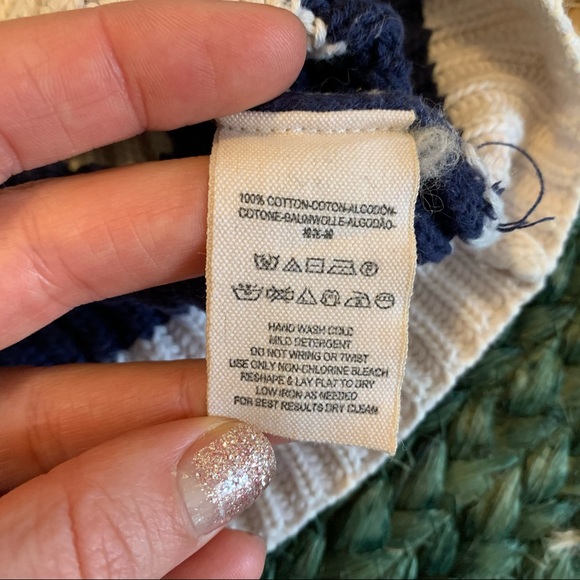 100% COTTON-COTON-ALGODÓN-
COTONE-BAUMWOLLE-ALGODÃO-
HAND WASH COLD
MILD DETERGENT
DO NOT WRING OR TWIST
USE ONLY NON-CHLORINE BLEACH
RESHAPE & LAY FLAT TO DRY
LOW IRON AS NEEDED
FOR BEST RESULTS DRY CLEAN